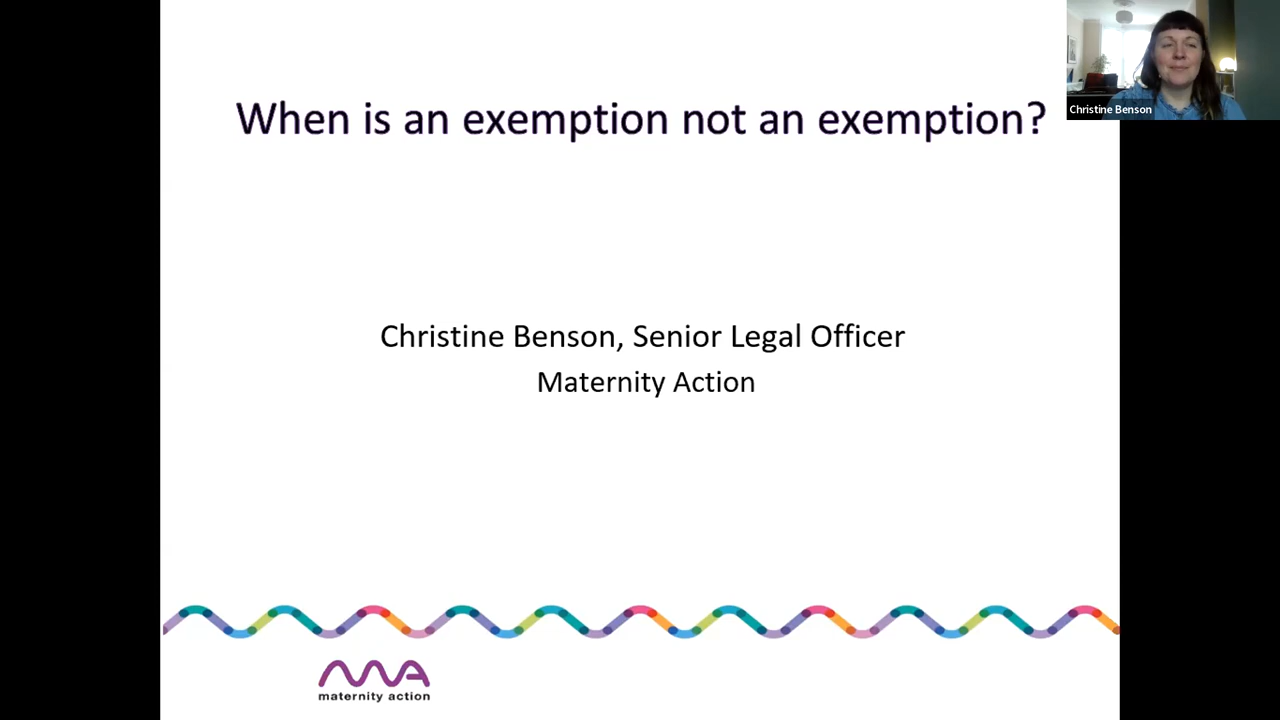 When is an exemption not an exemption?
Christine Benson
Christine Benson, Senior Legal Officer
Maternity Action
maternity action